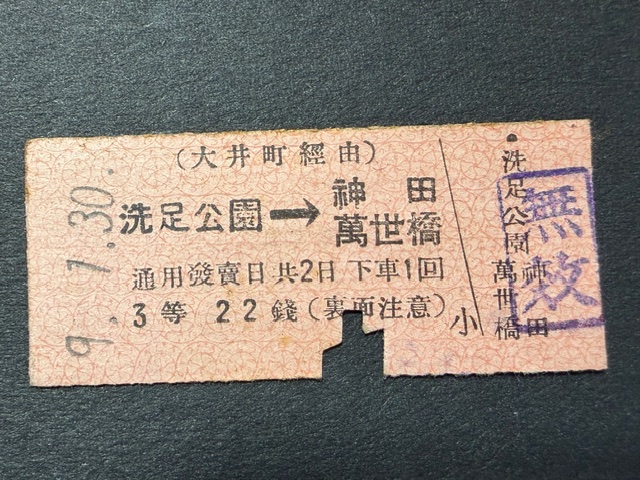 9.1.30.
(大井町經由)
洗足公園→神田
萬世橋
通用發賣日共2日下車1回
3等 22錢(裏面注意)
小
洗足公園
神田
萬世橋
無效